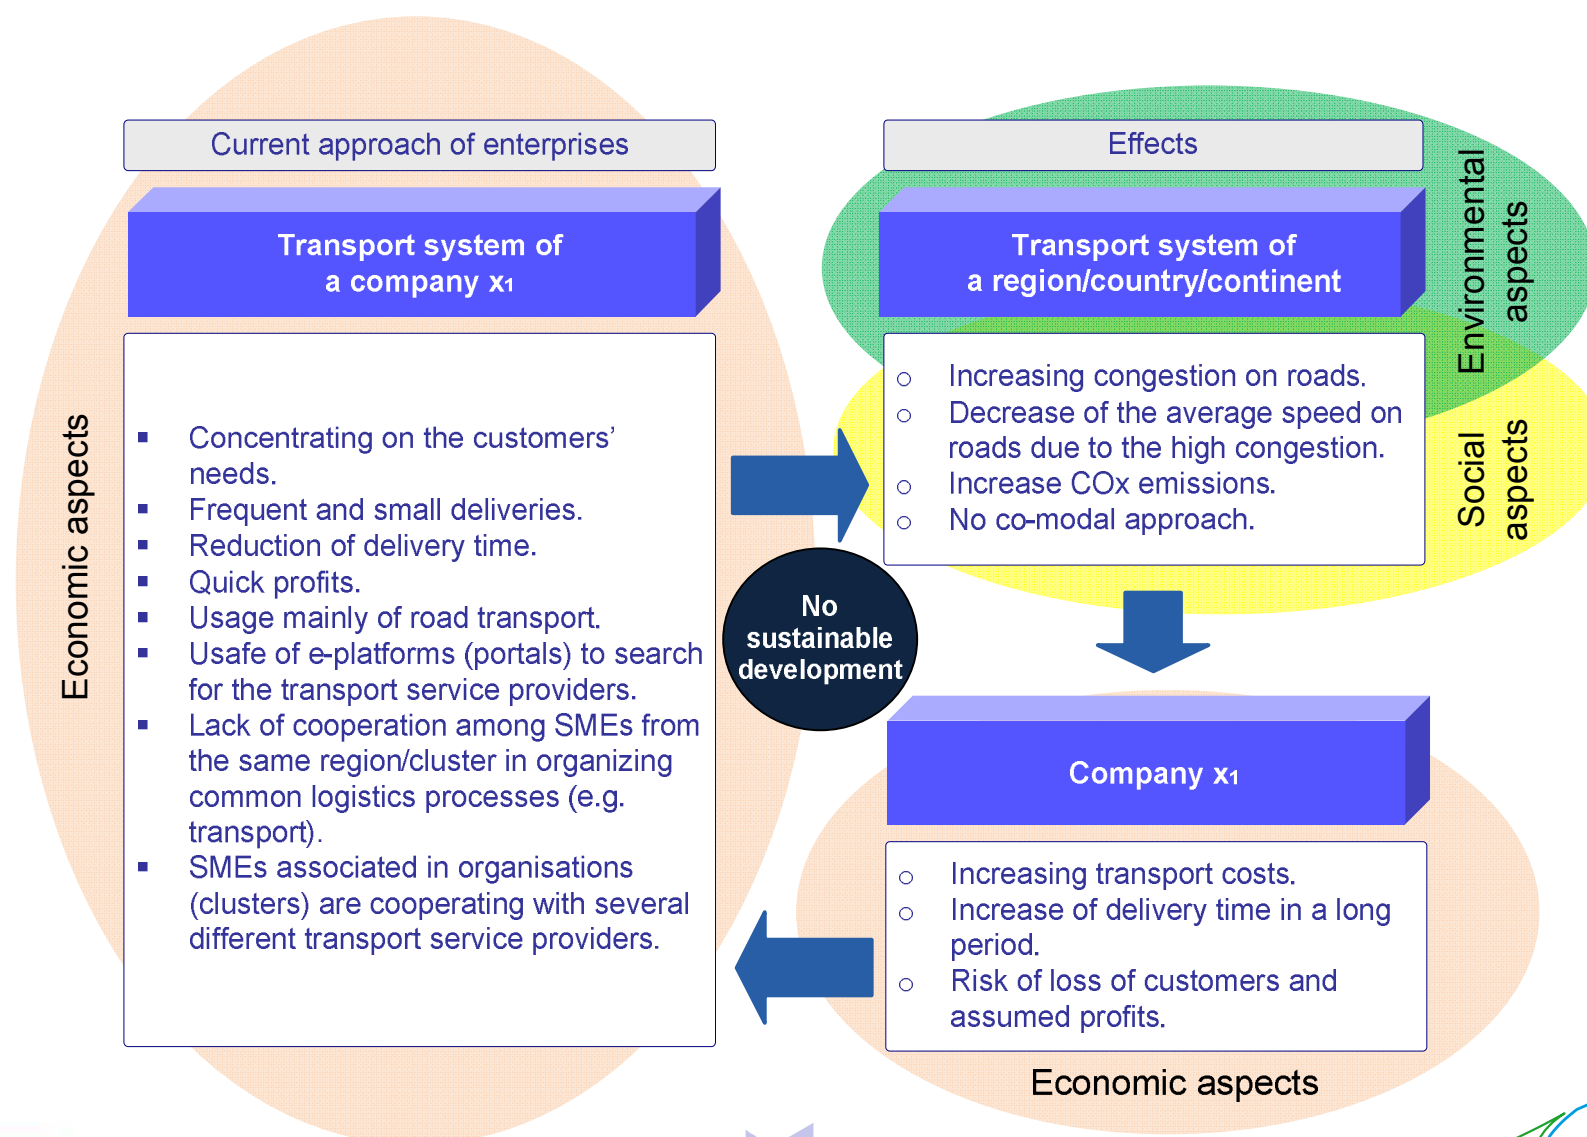 Current approach of enterprises
Transport system of
a company x1
Economic aspects
▪ Concentrating on the customers’
needs.
▪ Frequent and small deliveries.
▪ Reduction of delivery time.
▪ Quick profits.
▪ Usage mainly of road transport.
▪ Usafe of e-platforms (portals) to search
for the transport service providers.
▪ Lack of cooperation among SMEs from
the same region/cluster in organizing
common logistics processes (e.g.
transport).
▪ SMEs associated in organisations
(clusters) are cooperating with several
different transport service providers.
No
sustainable
development
Effects
Transport system of
a region/country/continent
Environmental
aspects
o Increasing congestion on roads.
o Decrease of the average speed on
roads due to the high congestion.
o Increase COx emissions.
o No co-modal approach.
Social
aspects
Company x1
o Increasing transport costs.
o Increase of delivery time in a long
period.
o Risk of loss of customers and
assumed profits.
Economic aspects